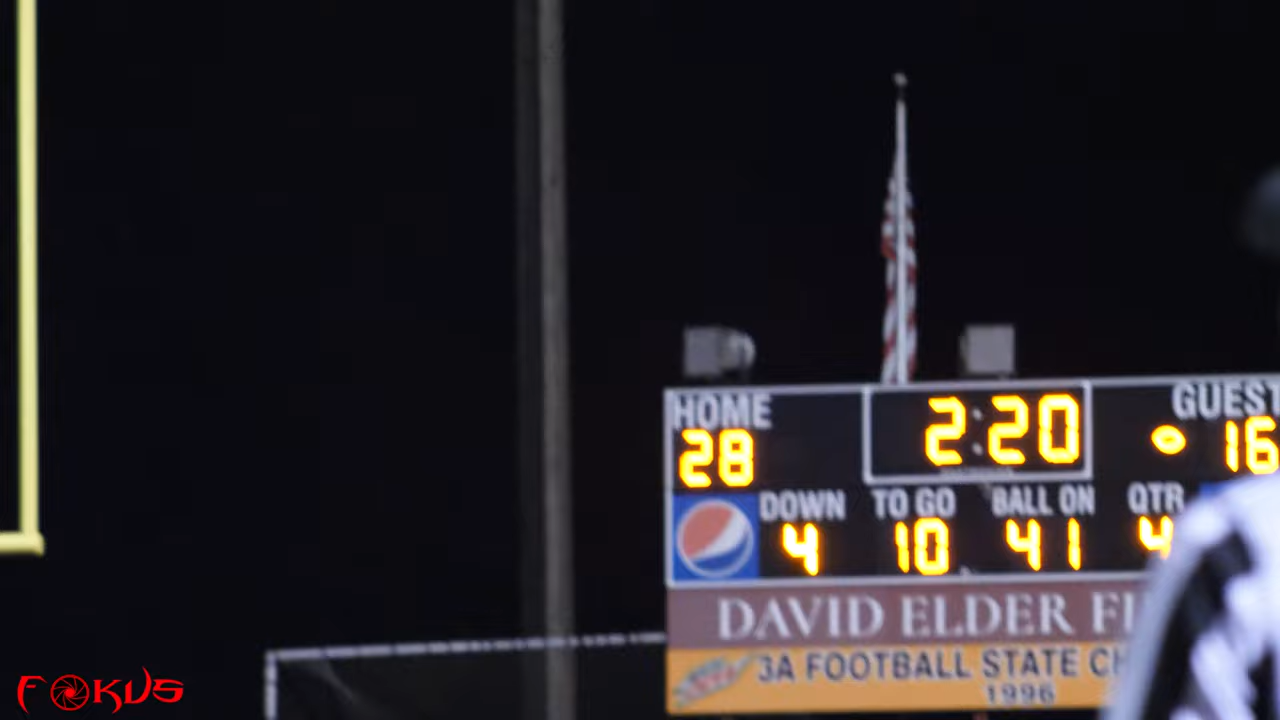 HOME 2:20 GUEST
28 16
DOWN TO GO BALL ON QTR
4 10 41 4
DAVID ELDER
3A FOOTBALL STATE
1996
FOKUS